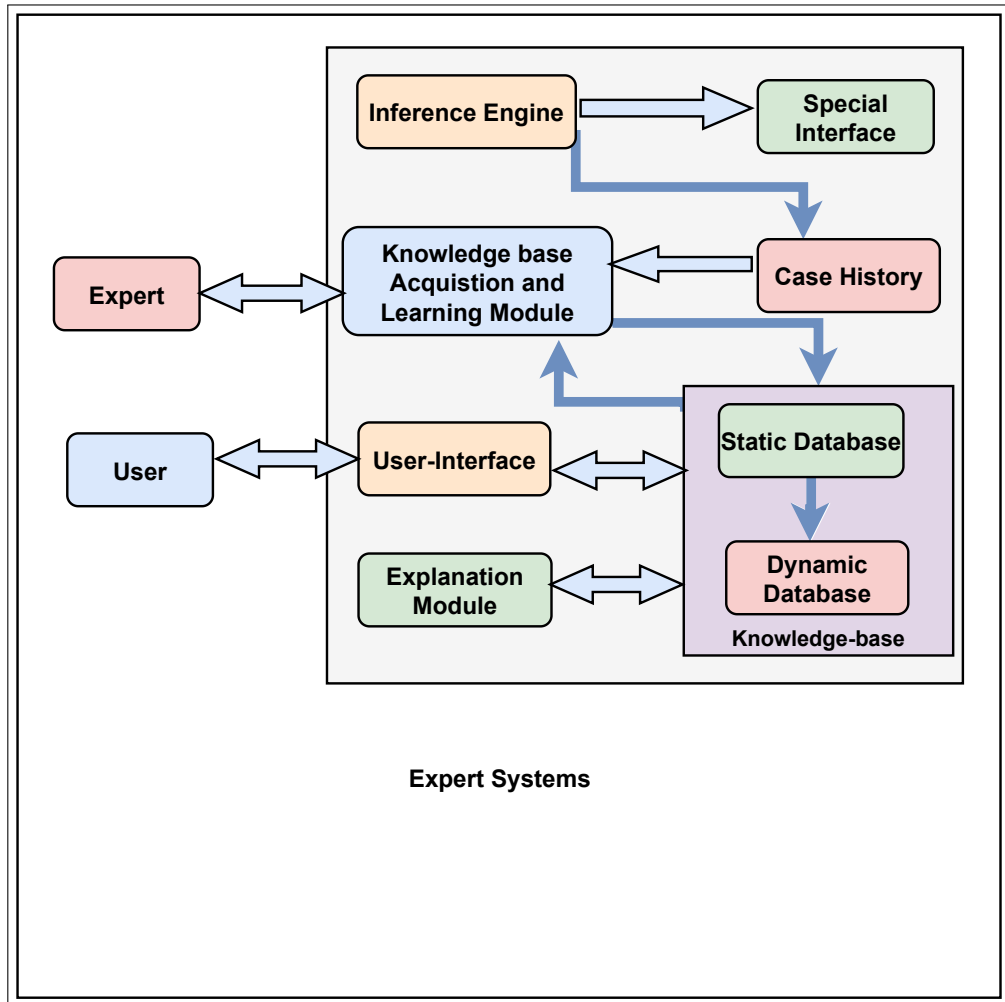 Inference Engine
Special
Interface
Knowledge base
Acquistion and
Learning Module
Case History
Expert
Static Database
User-Interface
User
Explanation
Module
Dynamic
Database
Knowledge-base
Expert Systems